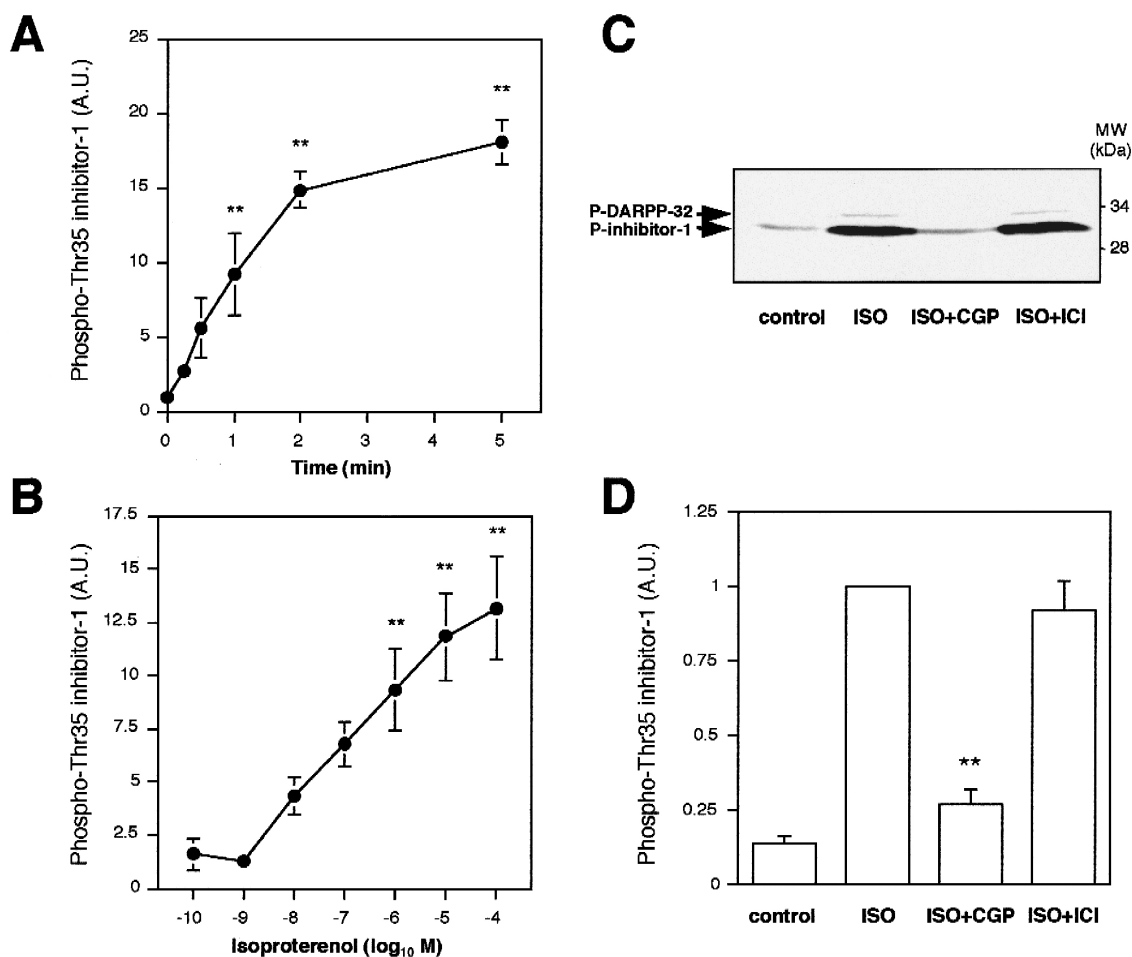 A
Phospho-Thr35 inhibitor-1 (A.U.)
25
20
15
10
5
0
**
**
**
0 1 2 3 4 5
Time (min)
B
Phospho-Thr35 inhibitor-1 (A.U.)
17.5
15
12.5
10
7.5
5
2.5
0
**
**
**
-10 -9 -8 -7 -6 -5 -4
Isoproterenol (log10 M)
C
MW
(kDa)
P-DARPP-32
P-inhibitor-1
34
28
control ISO ISO+CGP ISO+ICI
D
Phospho-Thr35 inhibitor-1 (A.U.)
1.25
1
0.75
0.5
0.25
0
**
control ISO ISO+CGP ISO+ICI